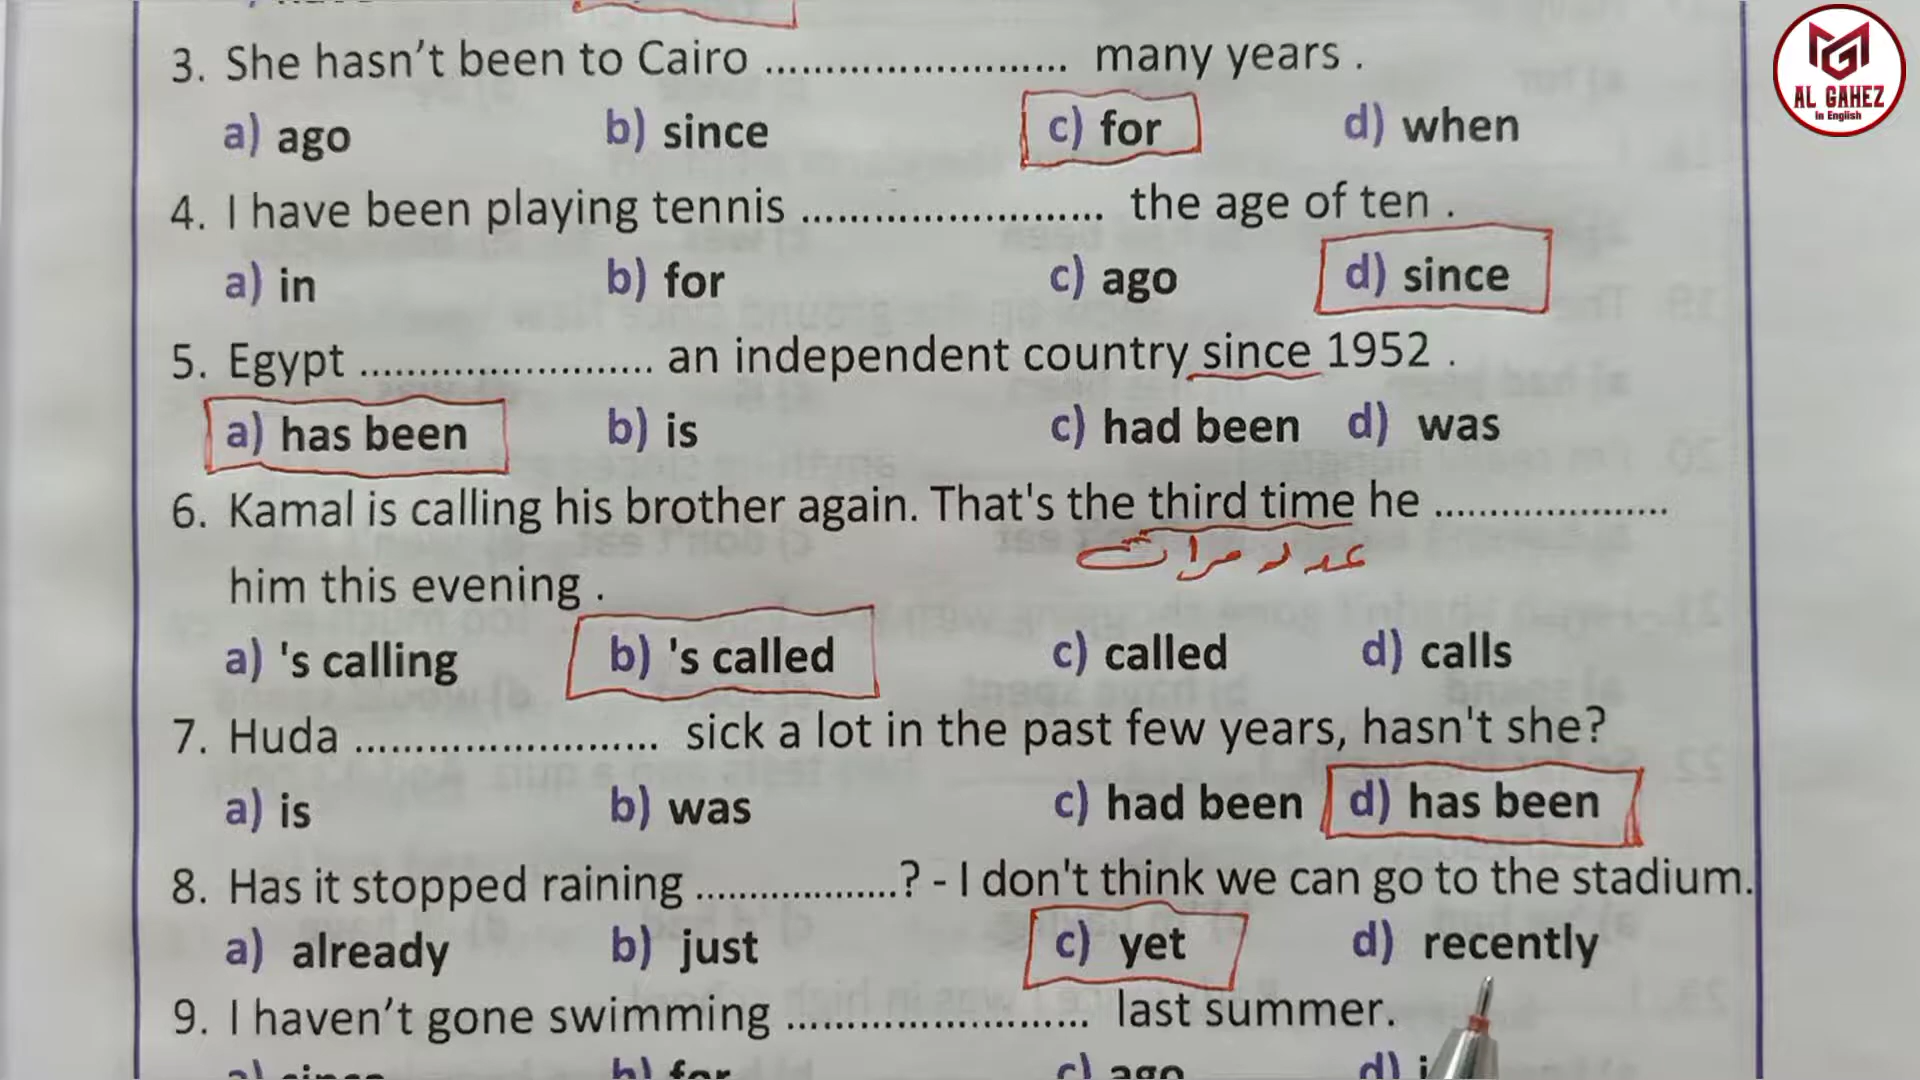 3. She hasn't been to Cairo ......................... many years .
a) ago b) since c) for d) when
4. I have been playing tennis ......................... the age of ten .
a) in b) for c) ago d) since
5. Egypt ........................ an independent country since 1952 .
a) has been b) is c) had been d) was
6. Kamal is calling his brother again. That's the third time he ....................
عدد مرات
him this evening .
a) 's calling b) 's called c) called d) calls
7. Huda ......................... sick a lot in the past few years, hasn't she?
a) is b) was c) had been d) has been
8. Has it stopped raining .................? - I don't think we can go to the stadium.
a) already b) just c) yet d) recently
9. I haven't gone swimming ......................... last summer.
a) since b) for c) ago d)
AL GAHEZ
in English